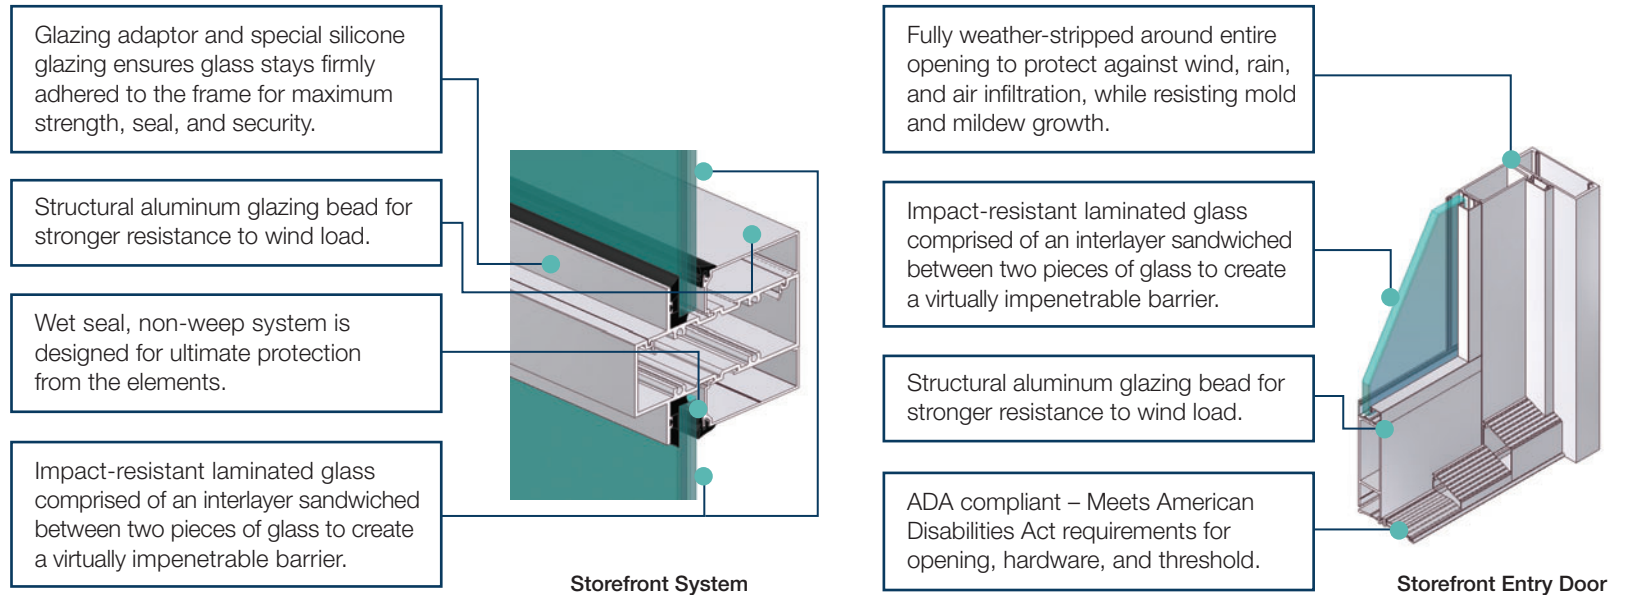 Glazing adaptor and special silicone
glazing ensures glass stays firmly
adhered to the frame for maximum
strength, seal, and security.
Structural aluminum glazing bead for
stronger resistance to wind load.
Wet seal, non-weep system is
designed for ultimate protection
from the elements.
Impact-resistant laminated glass
comprised of an interlayer sandwiched
between two pieces of glass to create
a virtually impenetrable barrier.
Storefront System
Fully weather-stripped around entire
opening to protect against wind, rain,
and air infiltration, while resisting mold
and mildew growth.
Impact-resistant laminated glass
comprised of an interlayer sandwiched
between two pieces of glass to create
a virtually impenetrable barrier.
Structural aluminum glazing bead for
stronger resistance to wind load.
ADA compliant – Meets American
Disabilities Act requirements for
opening, hardware, and threshold.
Storefront Entry Door